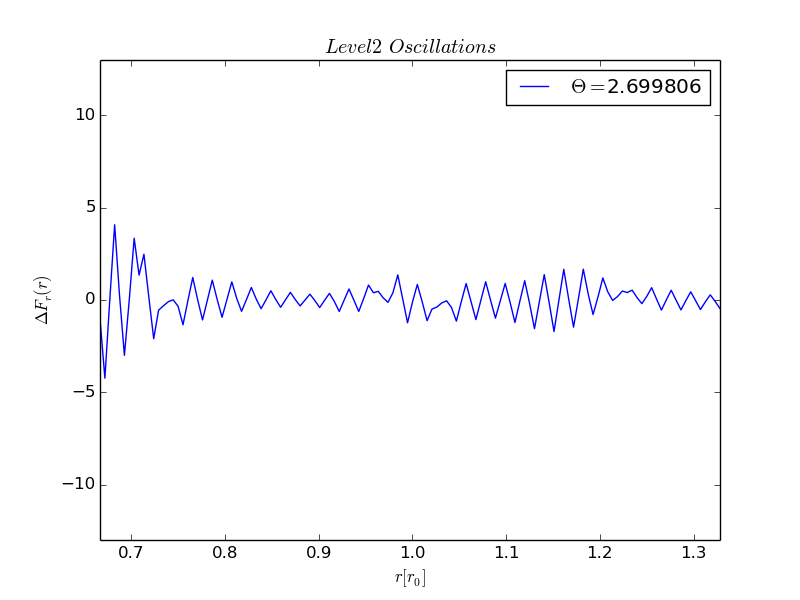 Level2 Oscillations
Θ = 2.699806
10
5
0
−5
−10
ΔF_r(r)
0.7 0.8 0.9 1.0 1.1 1.2 1.3
r[r_0]